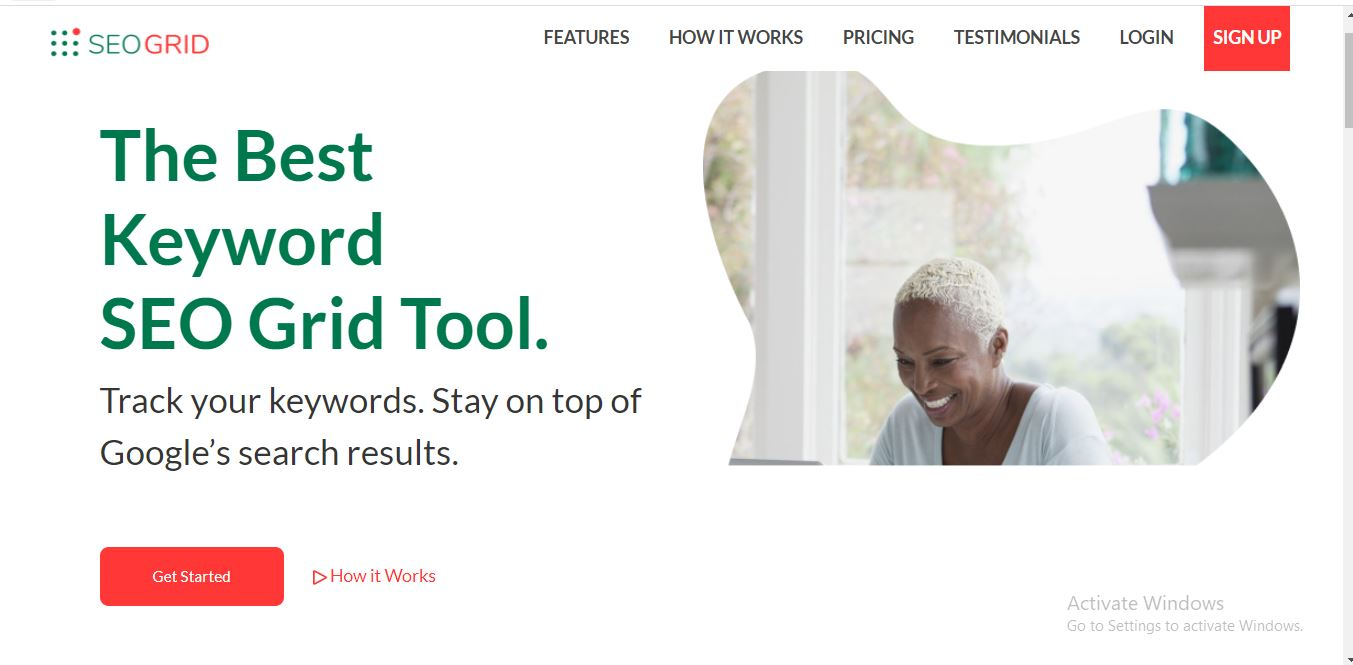 SEOGRID
FEATURES
HOW IT WORKS
PRICING
TESTIMONIALS
LOGIN
SIGN UP
The Best
Keyword
SEO Grid Tool.
Track your keywords. Stay on top of
Google’s search results.
Get Started
How it Works
Activate Windows
Go to Settings to activate Windows.